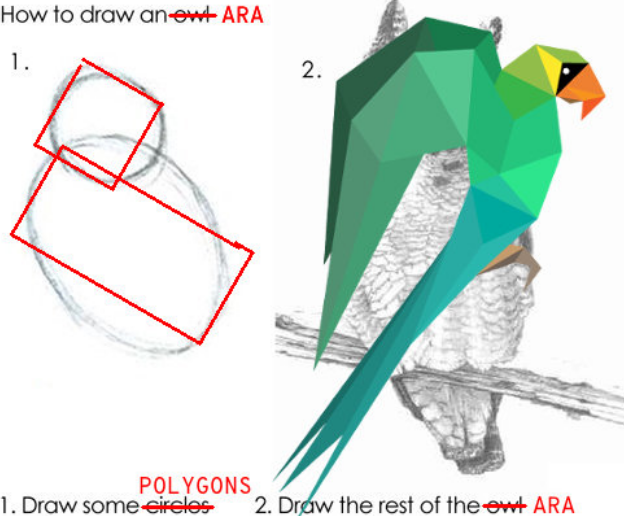 How to draw an owl ARA
1.
2.
POLYGONS
1. Draw some circles
2. Draw the rest of the owl ARA